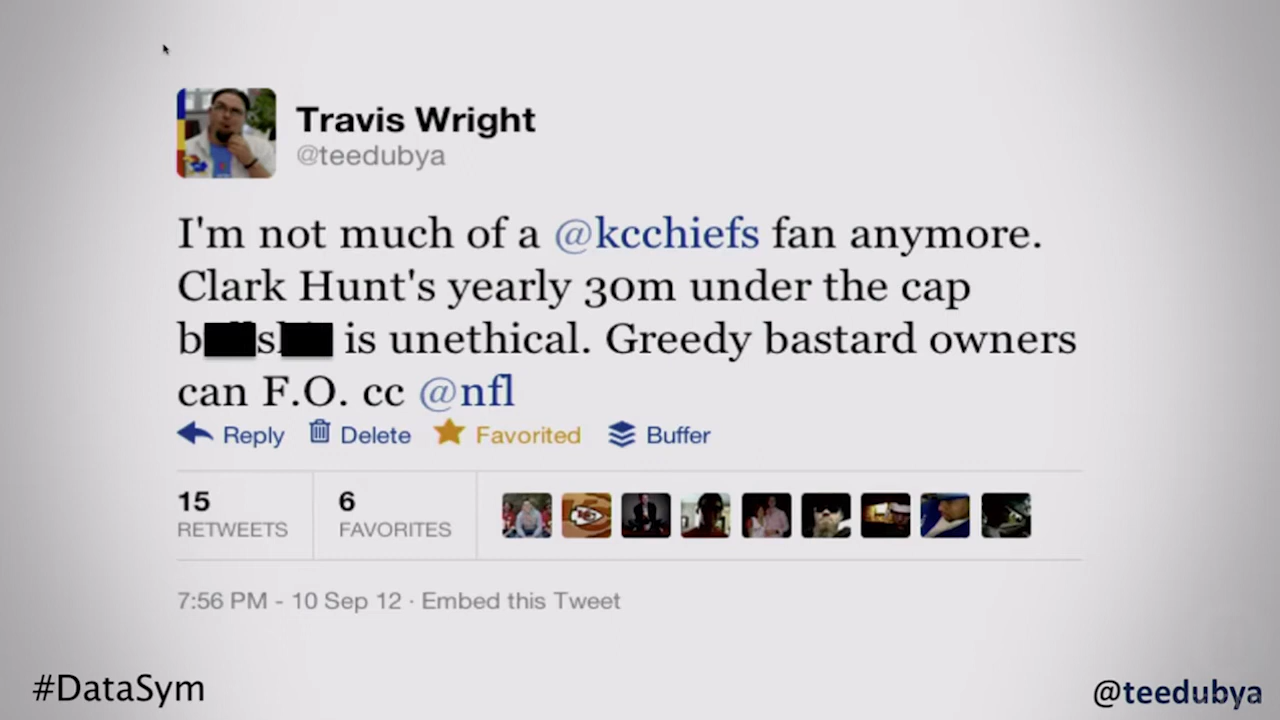 Travis Wright
@teedubya
I'm not much of a @kcchiefs fan anymore.
Clark Hunt's yearly 30m under the cap
is unethical. Greedy bastard owners
can F.O. cc @nfl
Reply Delete Favorited Buffer
15 6
RETWEETS FAVORITES
7:56 PM - 10 Sep 12 · Embed this Tweet
#DataSym @teedubya